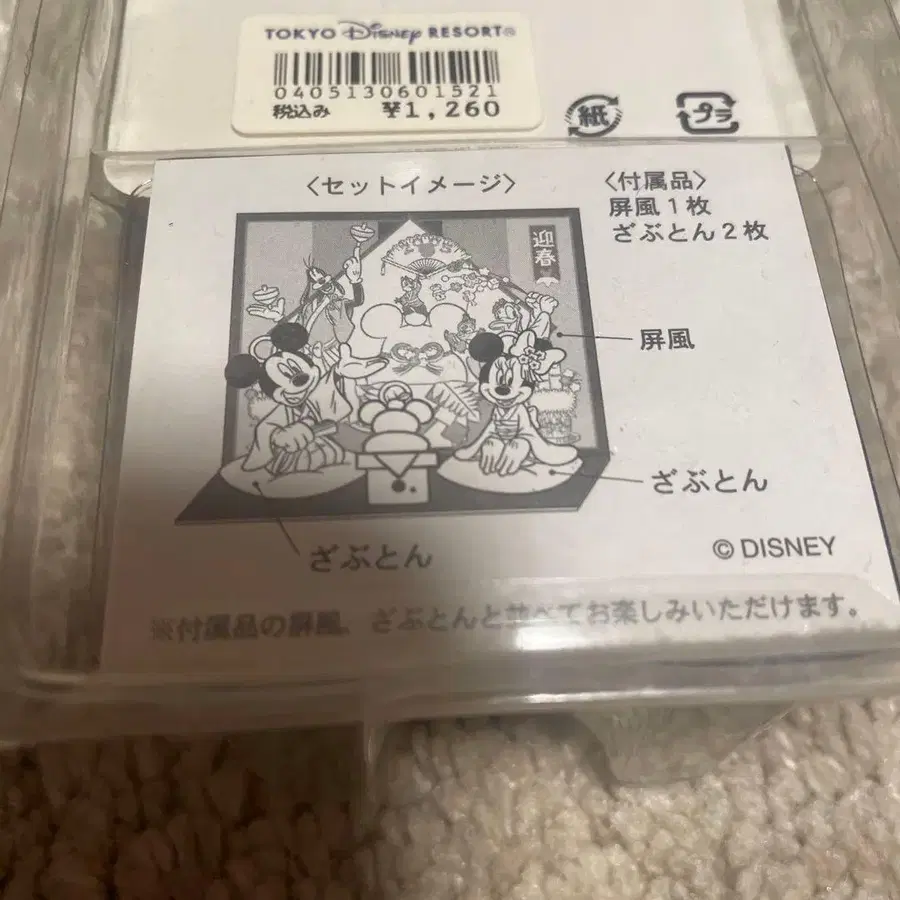 TOKYO Disney RESORT®
0405130601521
税込み ¥1,260
紙
プラ
〈セットイメージ〉
〈付属品〉
屏風1枚
ざぶとん2枚
迎春
屏風
ざぶとん
ざぶとん
© DISNEY
※付属品の屏風、ざぶとんと並べてお楽しみいただけます。